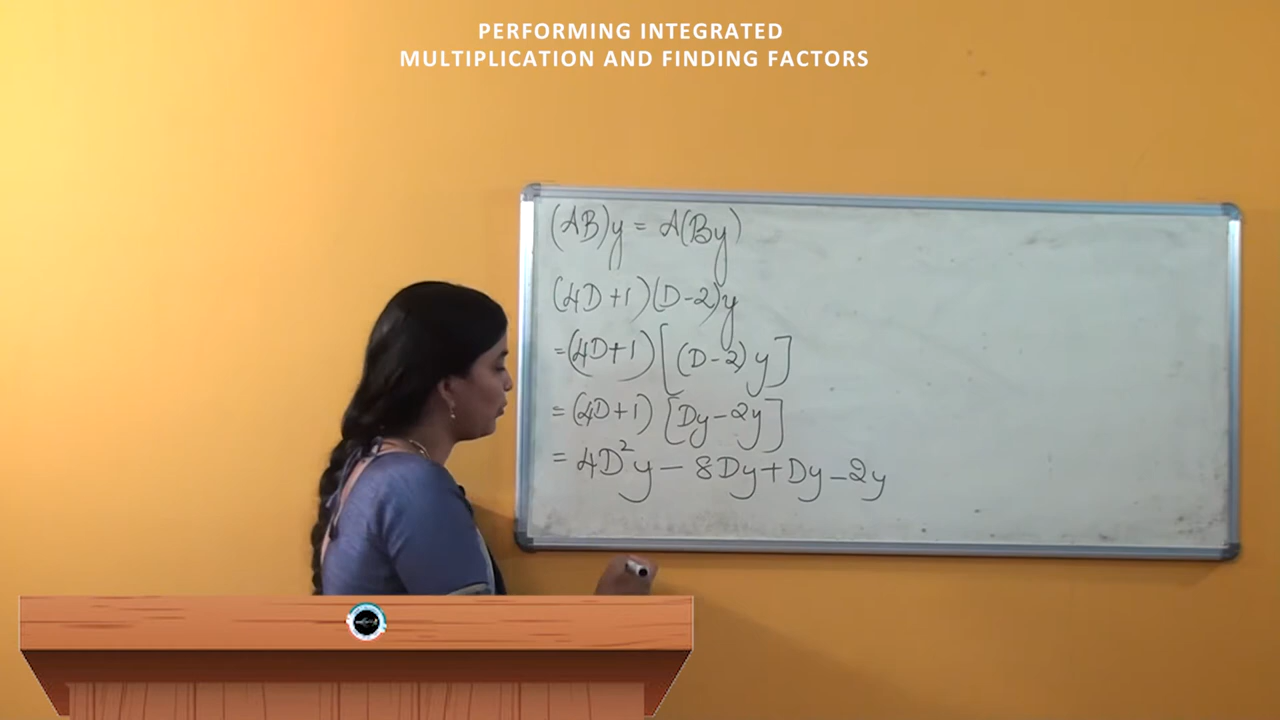 PERFORMING INTEGRATED
MULTIPLICATION AND FINDING FACTORS
(AB)y = A(By)
(4D+1)(D-2)y
=(4D+1)[(D-2)y]
=(4D+1)[Dy-2y]
= 4D²y - 8Dy + Dy - 2y